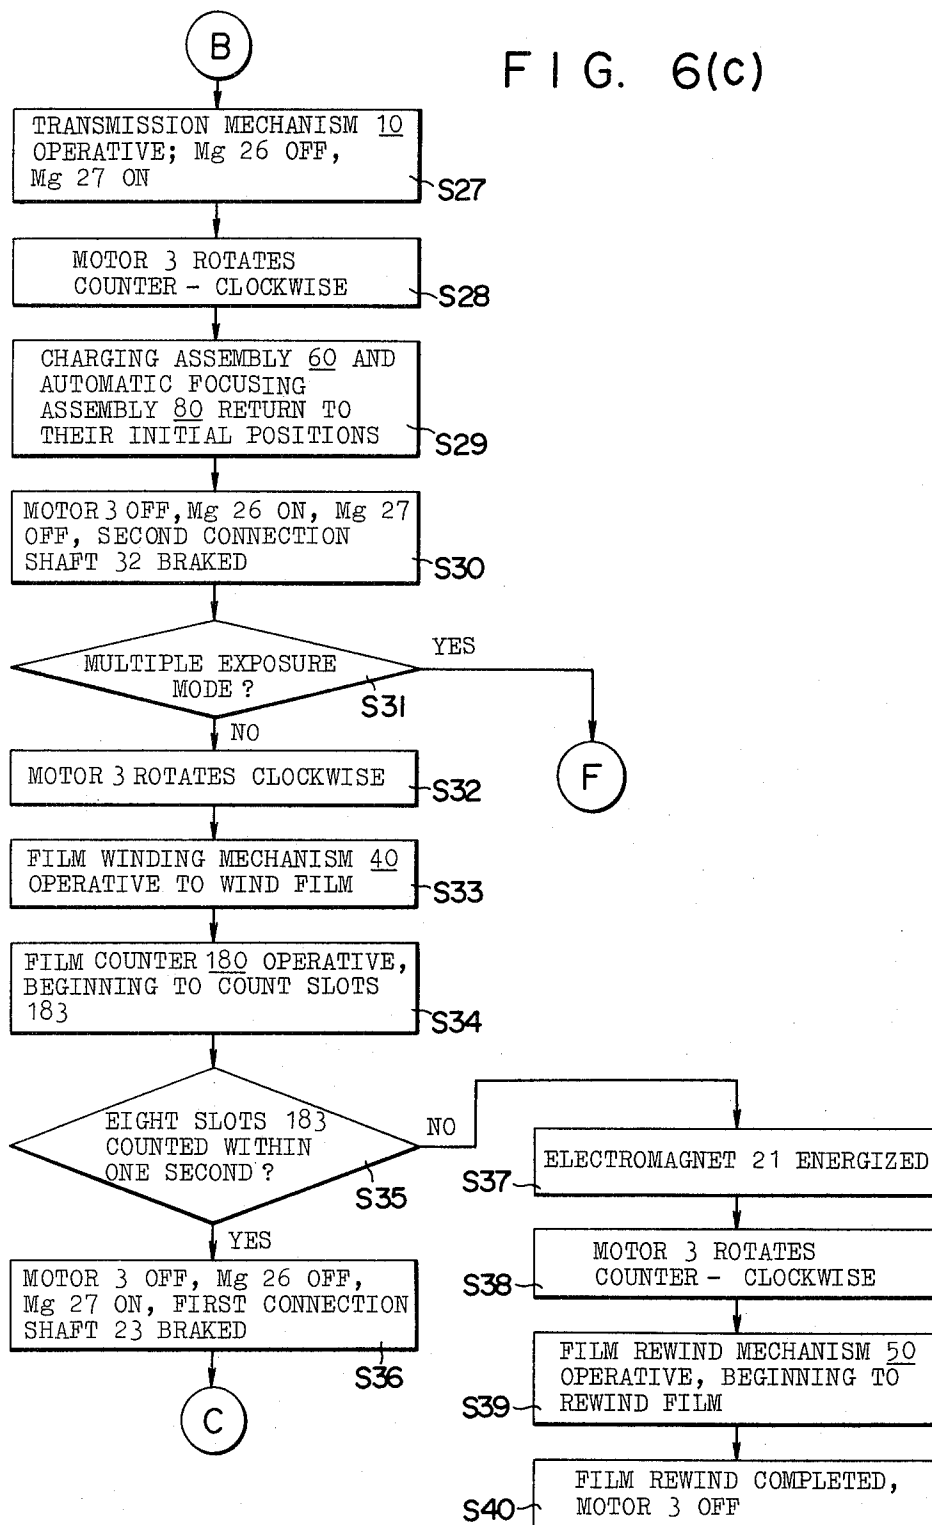 B
FIG. 6(c)
TRANSMISSION MECHANISM 10
OPERATIVE; Mg 26 OFF,
Mg 27 ON
S27
MOTOR 3 ROTATES
COUNTER - CLOCKWISE
S28
CHARGING ASSEMBLY 60 AND
AUTOMATIC FOCUSING
ASSEMBLY 80 RETURN TO
THEIR INITIAL POSITIONS
S29
MOTOR 3 OFF, Mg 26 ON, Mg 27
OFF, SECOND CONNECTION
SHAFT 32 BRAKED
S30
MULTIPLE EXPOSURE
MODE ?
S31
YES
F
NO
MOTOR 3 ROTATES CLOCKWISE
S32
FILM WINDING MECHANISM 40
OPERATIVE TO WIND FILM
S33
FILM COUNTER 180 OPERATIVE,
BEGINNING TO COUNT SLOTS
183
S34
EIGHT SLOTS 183
COUNTED WITHIN
ONE SECOND ?
S35
NO
YES
MOTOR 3 OFF, Mg 26 OFF,
Mg 27 ON, FIRST CONNECTION
SHAFT 23 BRAKED
S36
C
ELECTROMAGNET 21 ENERGIZED
S37
MOTOR 3 ROTATES
COUNTER - CLOCKWISE
S38
FILM REWIND MECHANISM 50
OPERATIVE, BEGINNING TO
REWIND FILM
S39
FILM REWIND COMPLETED,
MOTOR 3 OFF
S40